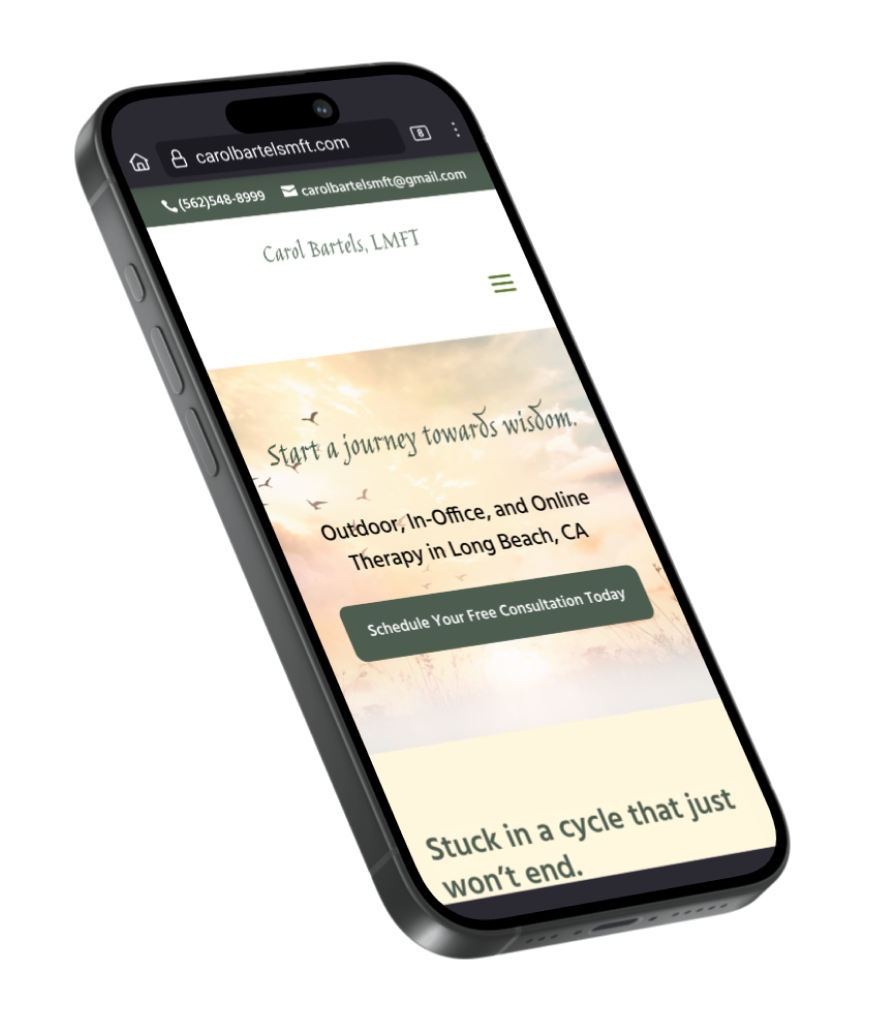 carolbartelsmft.com
8
(562)548-8999 carolbartelsmft@gmail.com
Carol Bartels, LMFT
Start a journey towards wisdom.
Outdoor, In-Office, and Online
Therapy in Long Beach, CA
Schedule Your Free Consultation Today
Stuck in a cycle that just
won't end.